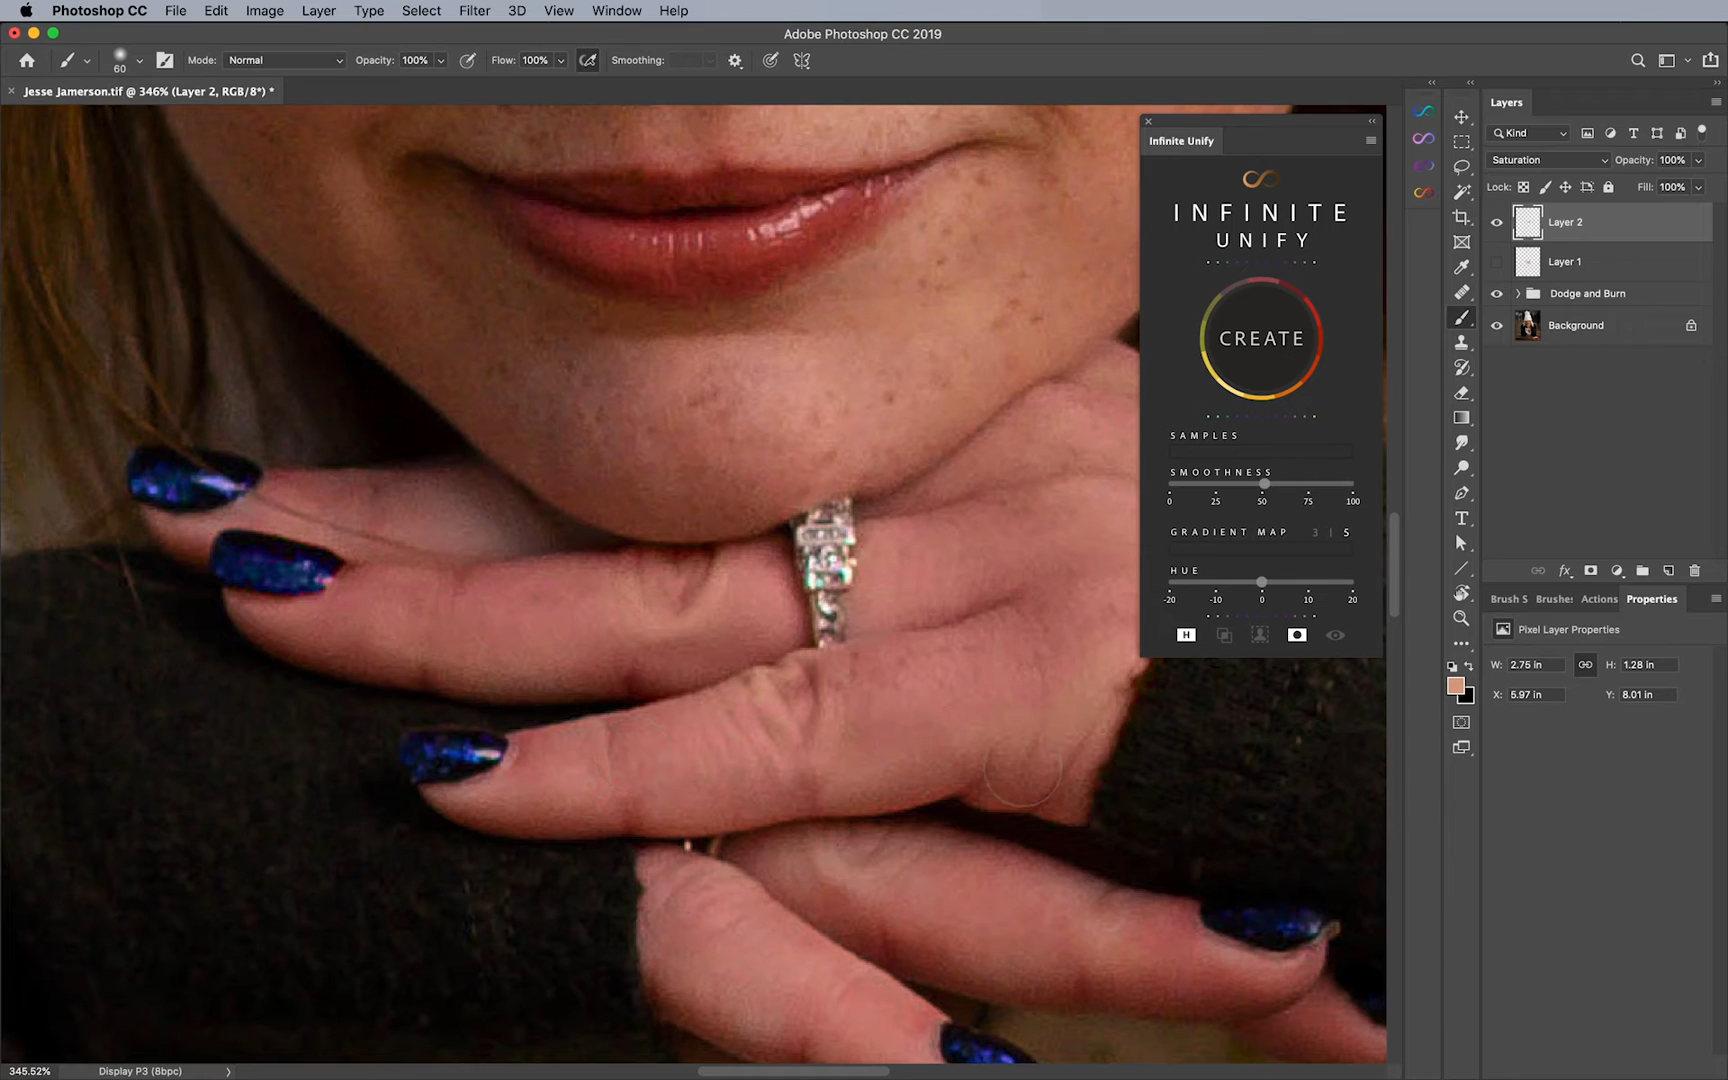 Photoshop CC File Edit Image Layer Type Select Filter 3D View Window Help
Adobe Photoshop CC 2019
60 Mode: Normal Opacity: 100% Flow: 100% Smoothing:
Jesse Jamerson.tif @ 346% (Layer 2, RGB/8*) *
Infinite Unify
INFINITE
UNIFY
CREATE
SAMPLES
SMOOTHNESS
0 25 50 75 100
GRADIENT MAP 3 | 5
HUE
-20 -10 0 10 20
H
Layers
Kind
Saturation Opacity: 100%
Lock: Fill: 100%
Layer 2
Layer 1
Dodge and Burn
Background
Brush S Brushes Actions Properties
Pixel Layer Properties
W: 2.75 in H: 1.28 in
X: 5.97 in Y: 8.01 in
345.52% Display P3 (8bpc)